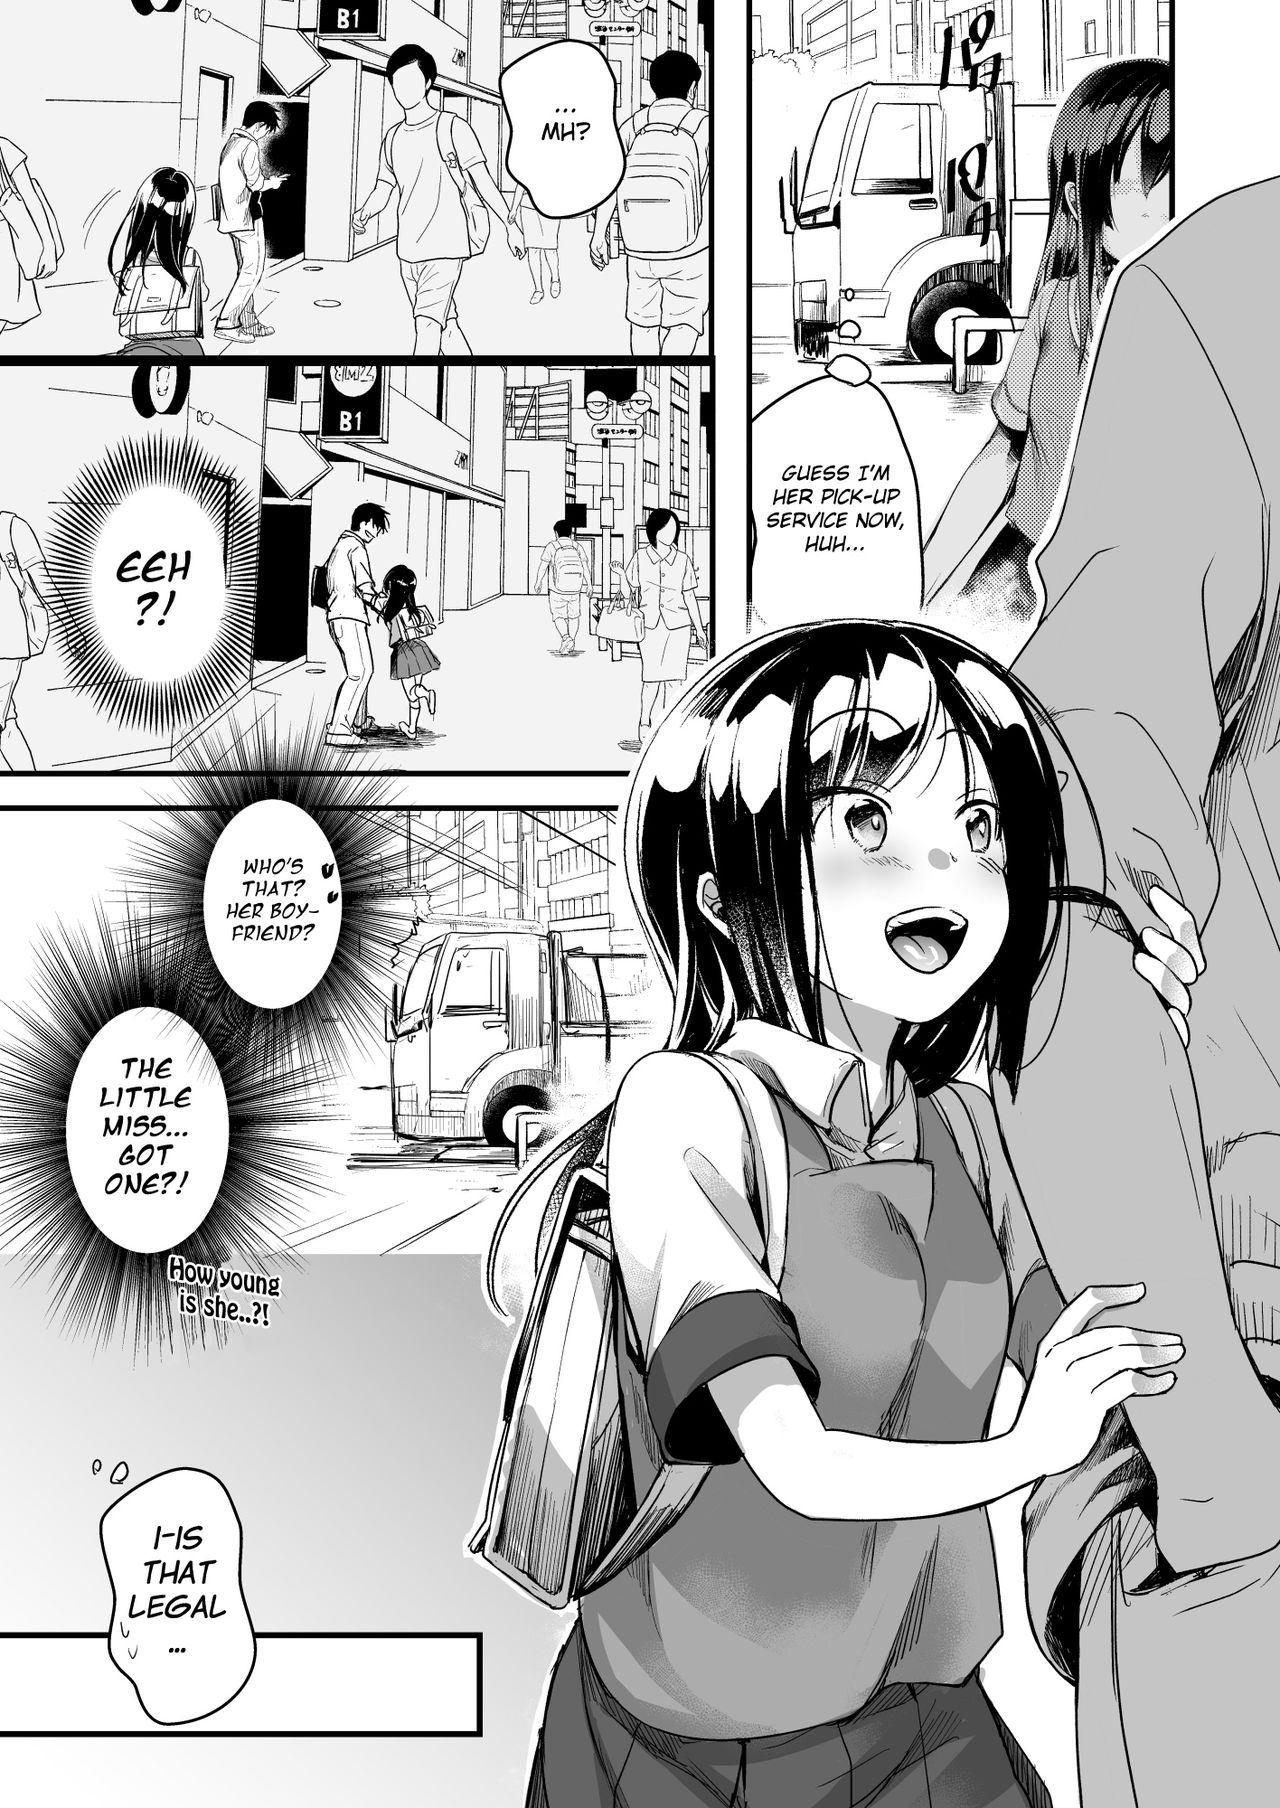 GUESS I'M
HER PICK-UP
SERVICE NOW,
HUH...
B1
...
MH?
B1
EEH
?!
WHO'S
THAT?
HER BOY-
FRIEND?
THE
LITTLE
MISS...
GOT
ONE?!
How young
is she..?!
I-IS
THAT
LEGAL
...